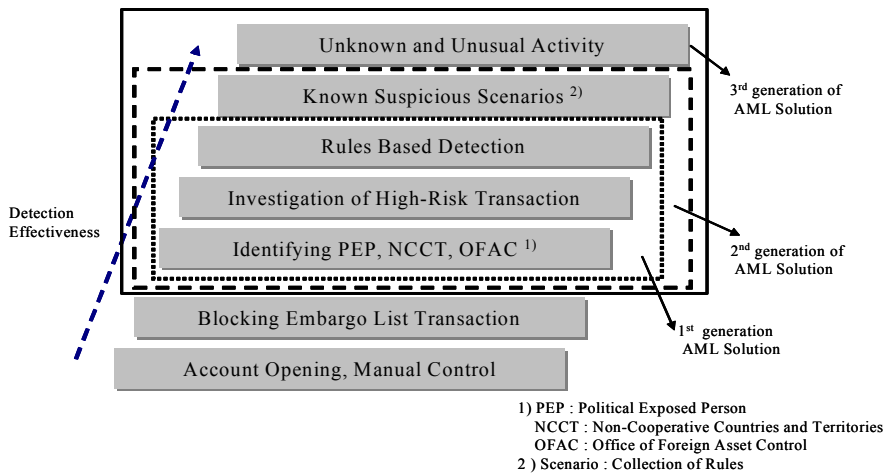 Unknown and Unusual Activity
3rd generation of
AML Solution
Known Suspicious Scenarios 2)
Rules Based Detection
Investigation of High-Risk Transaction
Detection
Effectiveness
Identifying PEP, NCCT, OFAC 1)
2nd generation of
AML Solution
Blocking Embargo List Transaction
1st generation
AML Solution
Account Opening, Manual Control
1) PEP : Political Exposed Person
NCCT : Non-Cooperative Countries and Territories
OFAC : Office of Foreign Asset Control
2 ) Scenario : Collection of Rules